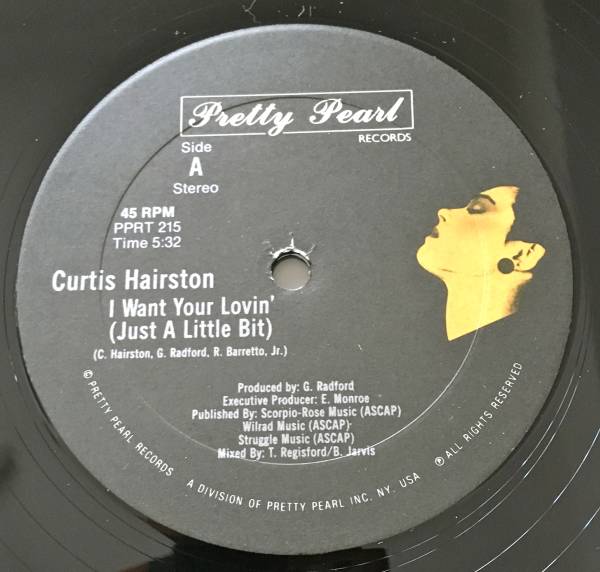 Pretty Pearl
RECORDS
Side
A
Stereo
45 RPM
PPRT 215
Time 5:32
Curtis Hairston
I Want Your Lovin'
(Just A Little Bit)
(C. Hairston, G. Radford, R. Barretto, Jr.)
Produced by: G. Radford
Executive Producer: E. Monroe
Published By: Scorpio-Rose Music (ASCAP)
Wilrad Music (ASCAP)
Struggle Music (ASCAP)
Mixed By: T. Regisford/B. Jarvis
© PRETTY PEARL RECORDS
A DIVISION OF PRETTY PEARL INC. NY. USA
℗ ALL RIGHTS RESERVED